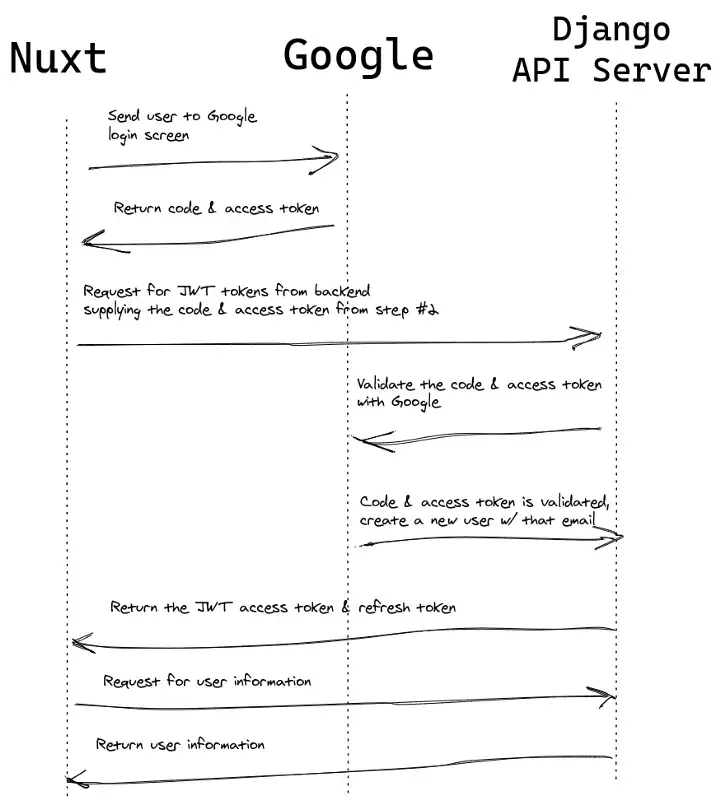 Nuxt
Google
Django
API Server
Send user to Google
login screen
Return code & access token
Request for JWT tokens from backend
supplying the code & access token from step #2
Validate the code & access token
with Google
Code & access token is validated,
create a new user w/ that email
Return the JWT access token & refresh token
Request for user information
Return user information